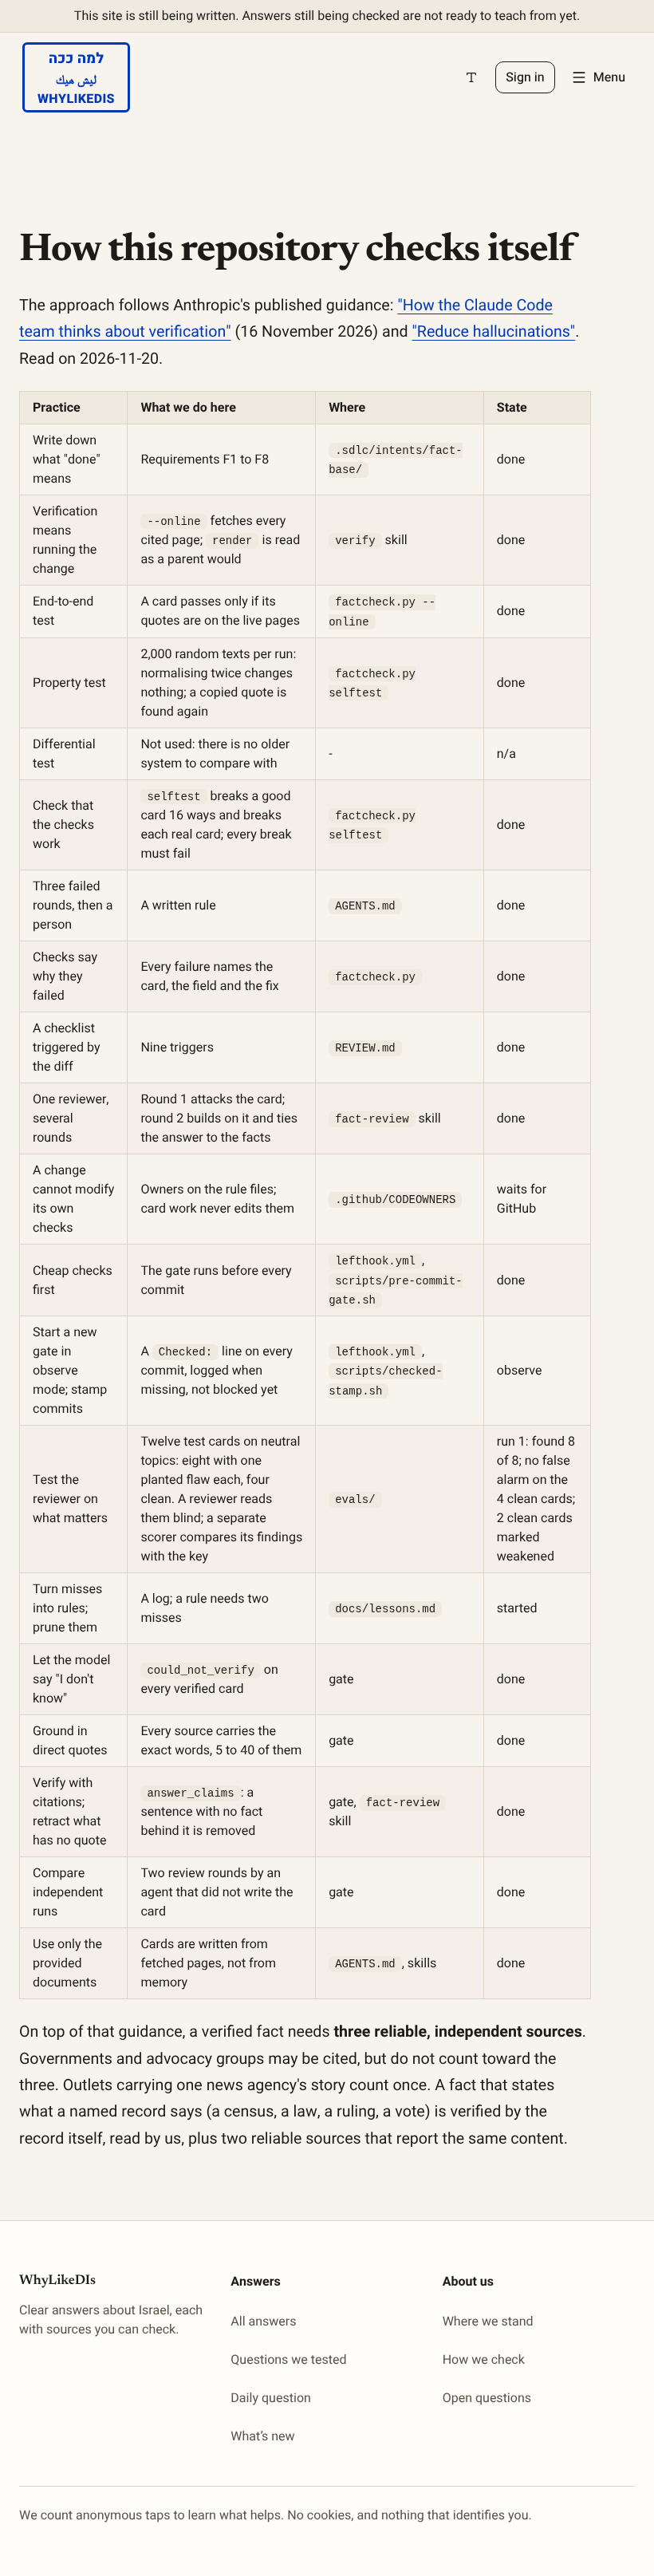 This site is still being written. Answers still being checked are not ready to teach from yet.
למה ככה
ليش هيك
WHYLIKEDIS
T
Sign in
Menu
How this repository checks itself
The approach follows Anthropic's published guidance: "How the Claude Code
team thinks about verification" (16 November 2026) and "Reduce hallucinations".
Read on 2026-11-20.
Practice What we do here Where State
Write down
what "done"
means
Requirements F1 to F8
.sdlc/intents/fact-
base/
done
Verification
means
running the
change
--online fetches every
cited page; render is read
as a parent would
verify skill
done
End-to-end
test
A card passes only if its
quotes are on the live pages
factcheck.py --
online
done
Property test
2,000 random texts per run:
normalising twice changes
nothing; a copied quote is
found again
factcheck.py
selftest
done
Differential
test
Not used: there is no older
system to compare with
-
n/a
Check that
the checks
work
selftest breaks a good
card 16 ways and breaks
each real card; every break
must fail
factcheck.py
selftest
done
Three failed
rounds, then a
person
A written rule
AGENTS.md
done
Checks say
why they
failed
Every failure names the
card, the field and the fix
factcheck.py
done
A checklist
triggered by
the diff
Nine triggers
REVIEW.md
done
One reviewer,
several
rounds
Round 1 attacks the card;
round 2 builds on it and ties
the answer to the facts
fact-review skill
done
A change
cannot modify
its own
checks
Owners on the rule files;
card work never edits them
.github/CODEOWNERS
waits for
GitHub
Cheap checks
first
The gate runs before every
commit
lefthook.yml,
scripts/pre-commit-
gate.sh
done
Start a new
gate in
observe
mode; stamp
commits
A Checked: line on every
commit, logged when
missing, not blocked yet
lefthook.yml,
scripts/checked-
stamp.sh
observe
Test the
reviewer on
what matters
Twelve test cards on neutral
topics: eight with one
planted flaw each, four
clean. A reviewer reads
them blind; a separate
scorer compares its findings
with the key
evals/
run 1: found 8
of 8; no false
alarm on the
4 clean cards;
2 clean cards
marked
weakened
Turn misses
into rules;
prune them
A log; a rule needs two
misses
docs/lessons.md
started
Let the model
say "I don't
know"
could_not_verify on
every verified card
gate
done
Ground in
direct quotes
Every source carries the
exact words, 5 to 40 of them
gate
done
Verify with
citations;
retract what
has no quote
answer_claims: a
sentence with no fact
behind it is removed
gate, fact-review
skill
done
Compare
independent
runs
Two review rounds by an
agent that did not write the
card
gate
done
Use only the
provided
documents
Cards are written from
fetched pages, not from
memory
AGENTS.md, skills
done
On top of that guidance, a verified fact needs three reliable, independent sources.
Governments and advocacy groups may be cited, but do not count toward the
three. Outlets carrying one news agency's story count once. A fact that states
what a named record says (a census, a law, a ruling, a vote) is verified by the
record itself, read by us, plus two reliable sources that report the same content.
WhyLikeDIs
Clear answers about Israel, each
with sources you can check.
Answers
All answers
Questions we tested
Daily question
What's new
About us
Where we stand
How we check
Open questions
We count anonymous taps to learn what helps. No cookies, and nothing that identifies you.